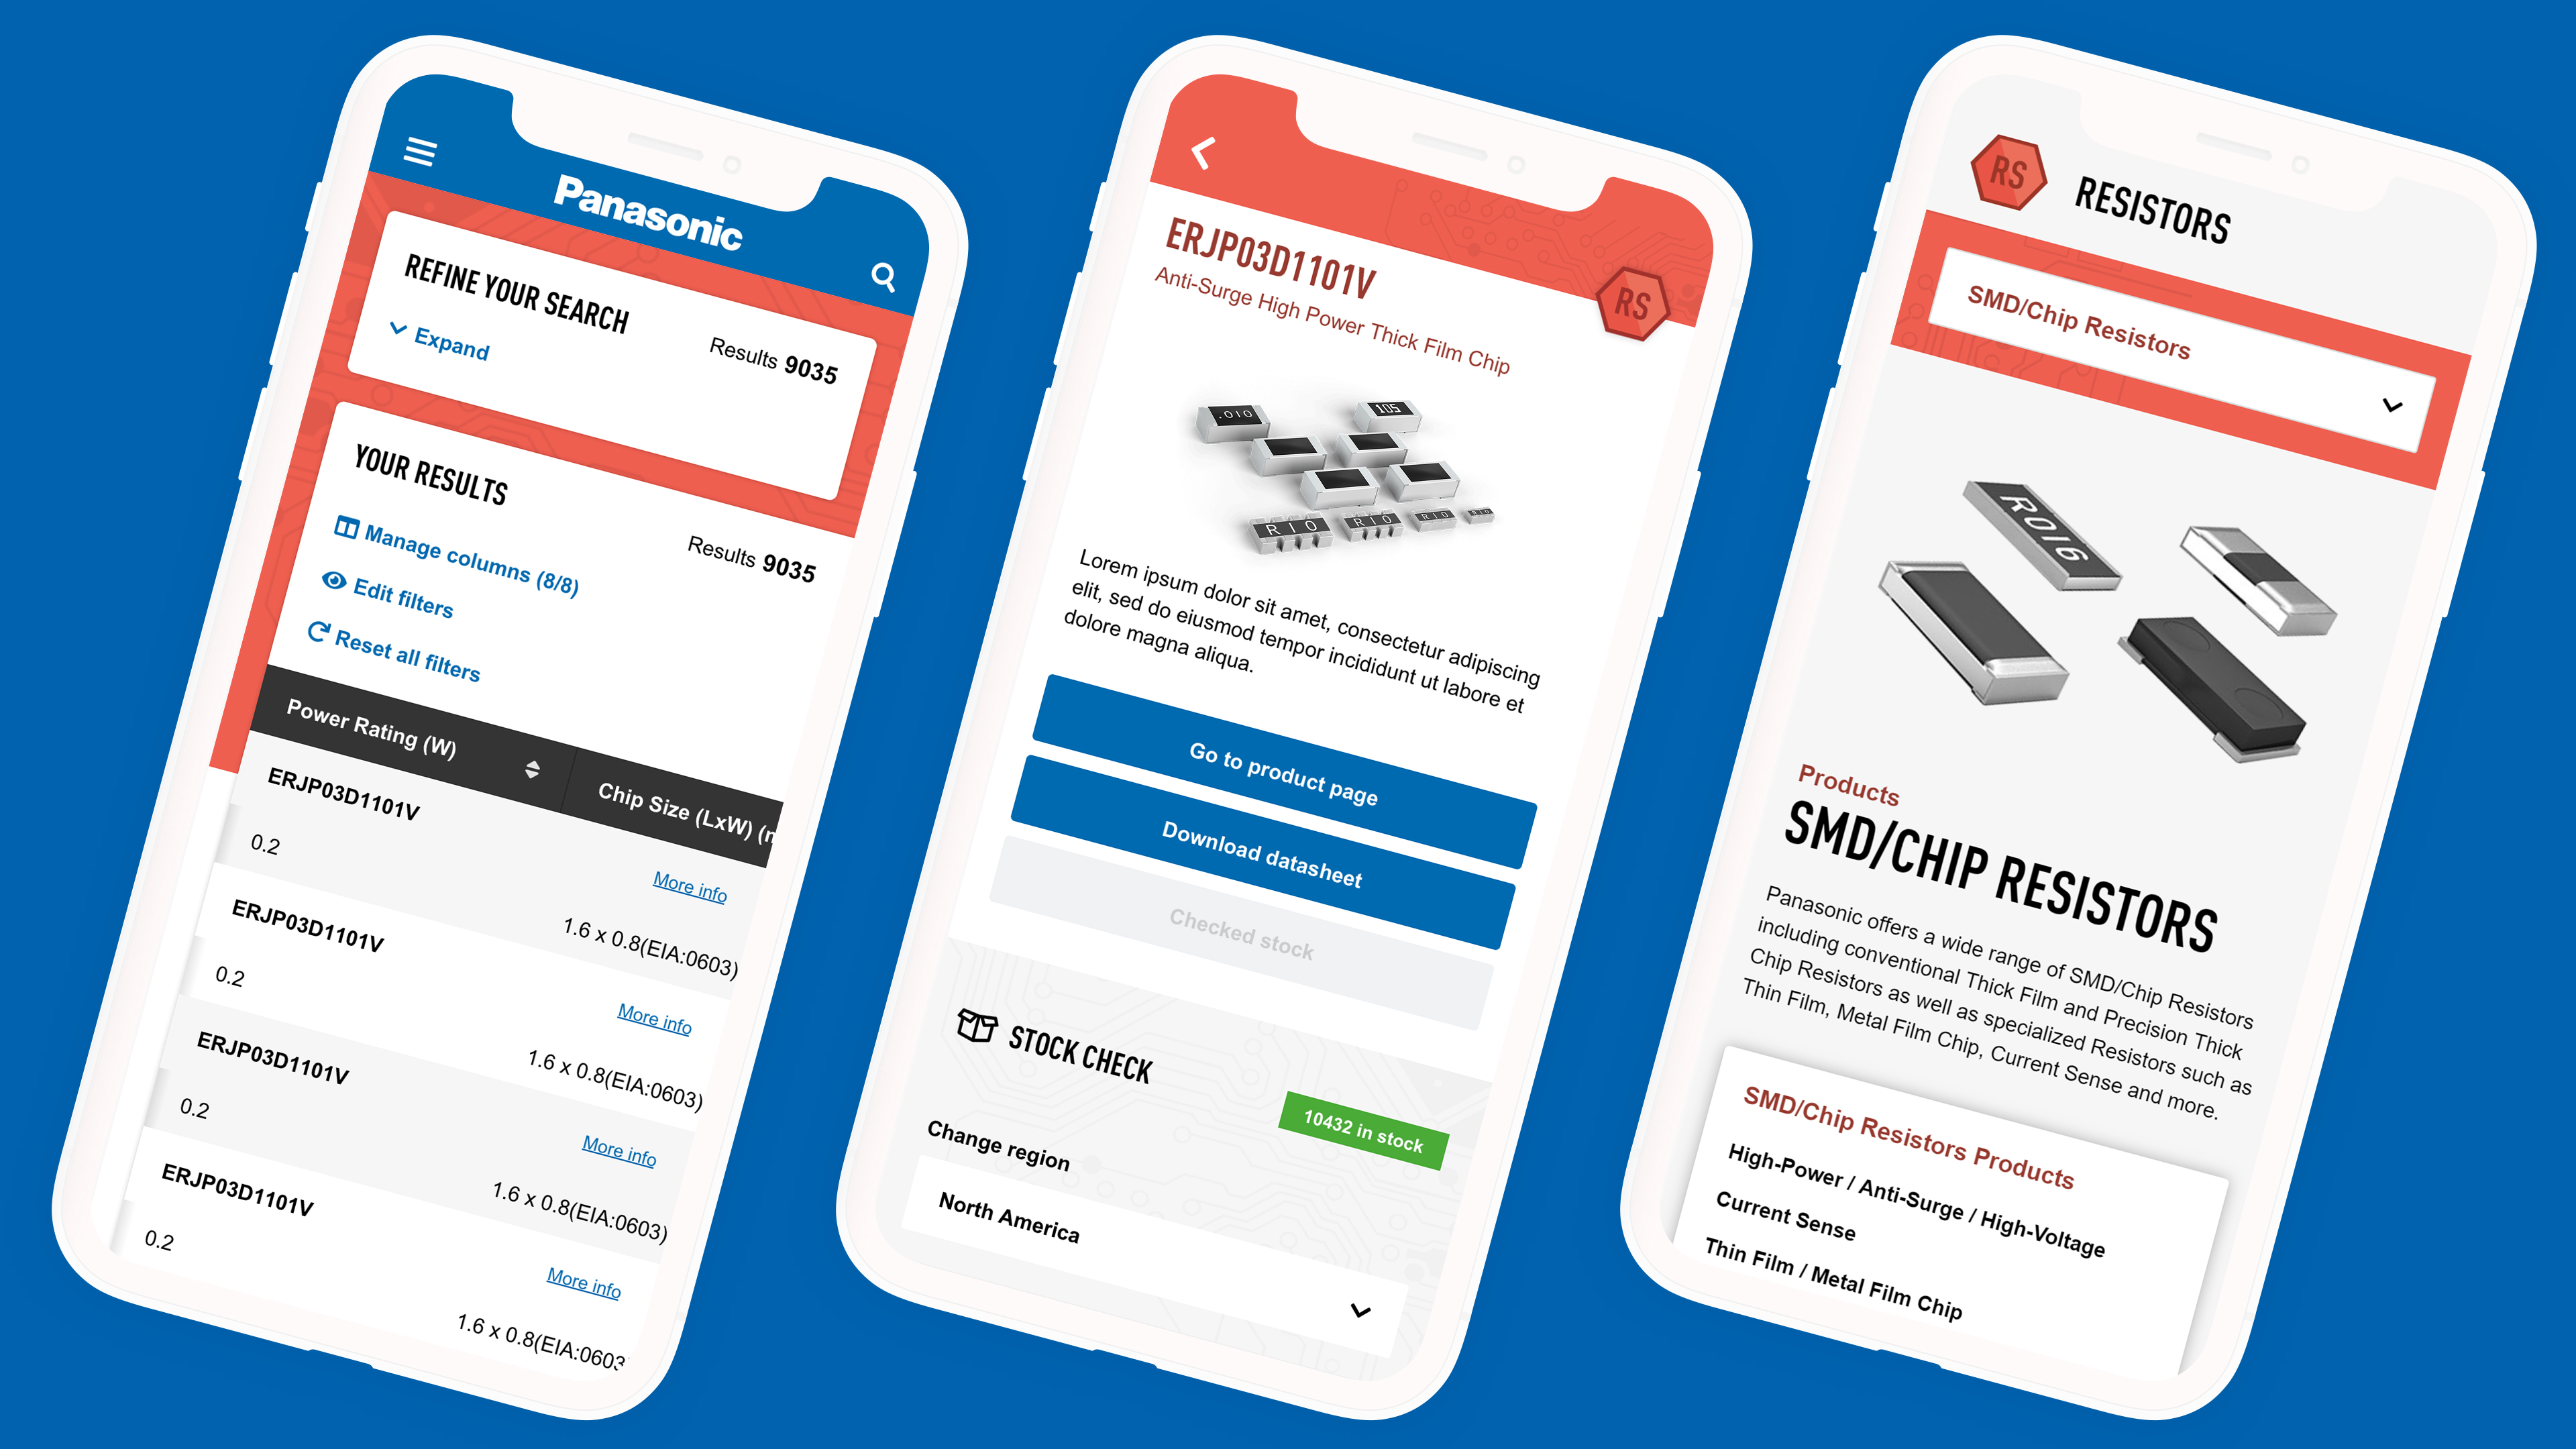 Panasonic
REFINE YOUR SEARCH
Expand
Results 9035
YOUR RESULTS
Results 9035
Manage columns (8/8)
Edit filters
Reset all filters
Power Rating (W)
Chip Size (LxW) (
ERJP03D1101V
0.2
More info
1.6 x 0.8(EIA:0603)
ERJP03D1101V
0.2
More info
1.6 x 0.8(EIA:0603)
ERJP03D1101V
0.2
More info
1.6 x 0.8(EIA:0603)
ERJP03D1101V
0.2
More info
1.6 x 0.8(EIA:0603
ERJP03D1101V
Anti-Surge High Power Thick Film Chip
RS
.010
105
R10
R10
R10
R10
Lorem ipsum dolor sit amet, consectetur adipiscing
elit, sed do eiusmod tempor incididunt ut labore et
dolore magna aliqua.
Go to product page
Download datasheet
Checked stock
STOCK CHECK
10432 in stock
Change region
North America
RS
RESISTORS
SMD/Chip Resistors
R016
Products
SMD/CHIP RESISTORS
Panasonic offers a wide range of SMD/Chip Resistors
including conventional Thick Film and Precision Thick
Chip Resistors as well as specialized Resistors such as
Thin Film, Metal Film Chip, Current Sense and more.
SMD/Chip Resistors Products
High-Power / Anti-Surge / High-Voltage
Current Sense
Thin Film / Metal Film Chip